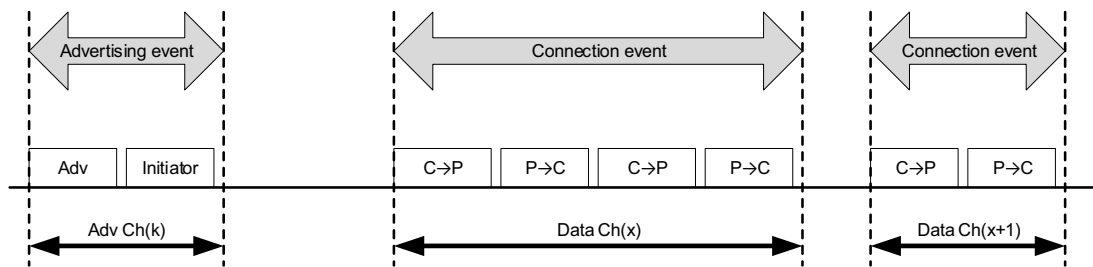 Advertising event
Connection event
Connection event
Adv
Initiator
C→P
P→C
C→P
P→C
C→P
P→C
Adv Ch(k)
Data Ch(x)
Data Ch(x+1)